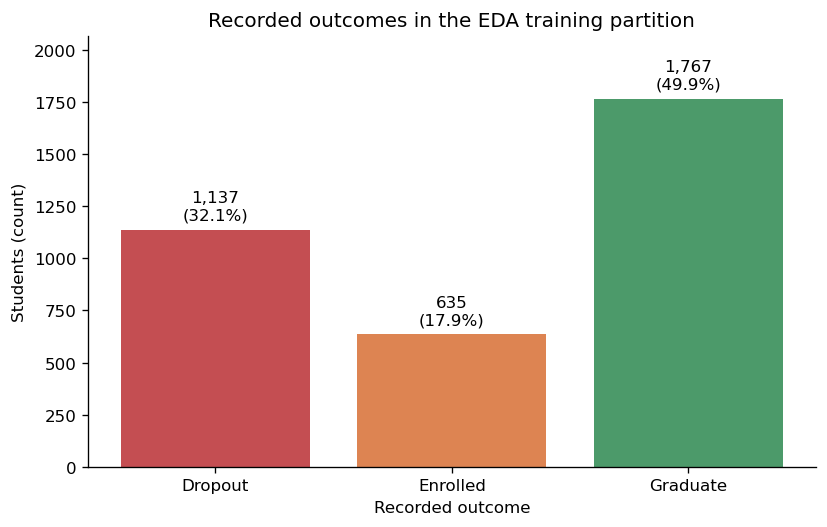 Recorded outcomes in the EDA training partition
Students (count)
2000
1750
1500
1250
1000
750
500
250
0
1,137
(32.1%)
635
(17.9%)
1,767
(49.9%)
Dropout
Enrolled
Graduate
Recorded outcome